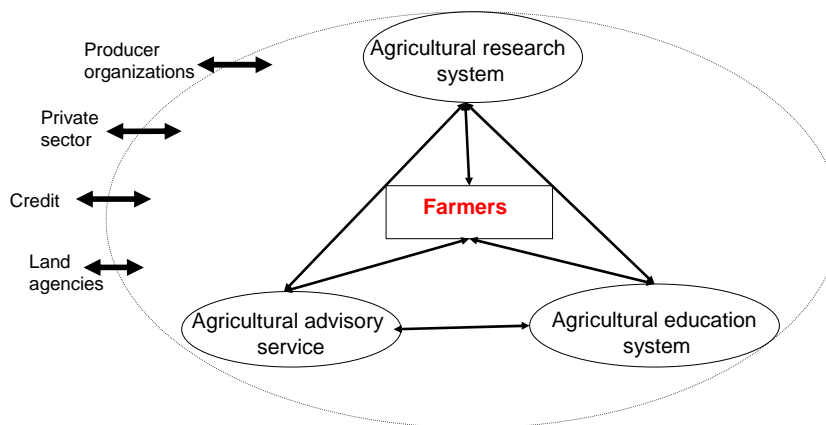 Producer
organizations
Agricultural research
system
Private
sector
Credit
Farmers
Land
agencies
Agricultural advisory
service
Agricultural education
system